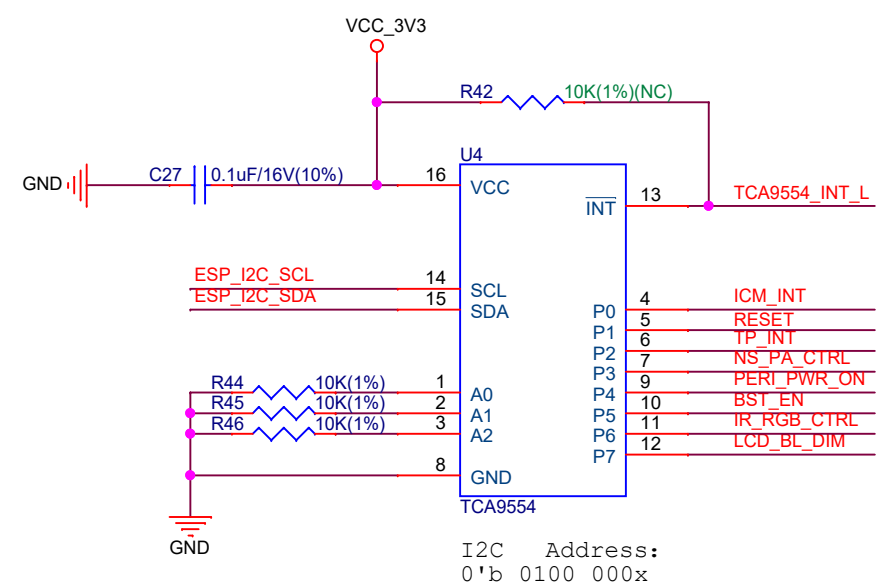 VCC_3V3
R42 10K(1%)(NC)
U4
GND C27 0.1uF/16V(10%) 16 VCC
13 TCA9554_INT_L
INT
ESP_I2C_SCL 14 SCL
ESP_I2C_SDA 15 SDA
P0 4 ICM_INT
P1 5 RESET
P2 6 TP_INT
P3 7 NS_PA_CTRL
P4 9 PERI_PWR_ON
P5 10 BST_EN
P6 11 IR_RGB_CTRL
P7 12 LCD_BL_DIM
R44 10K(1%) 1 A0
R45 10K(1%) 2 A1
R46 10K(1%) 3 A2
8 GND
TCA9554
GND
I2C Address:
0'b 0100 000x